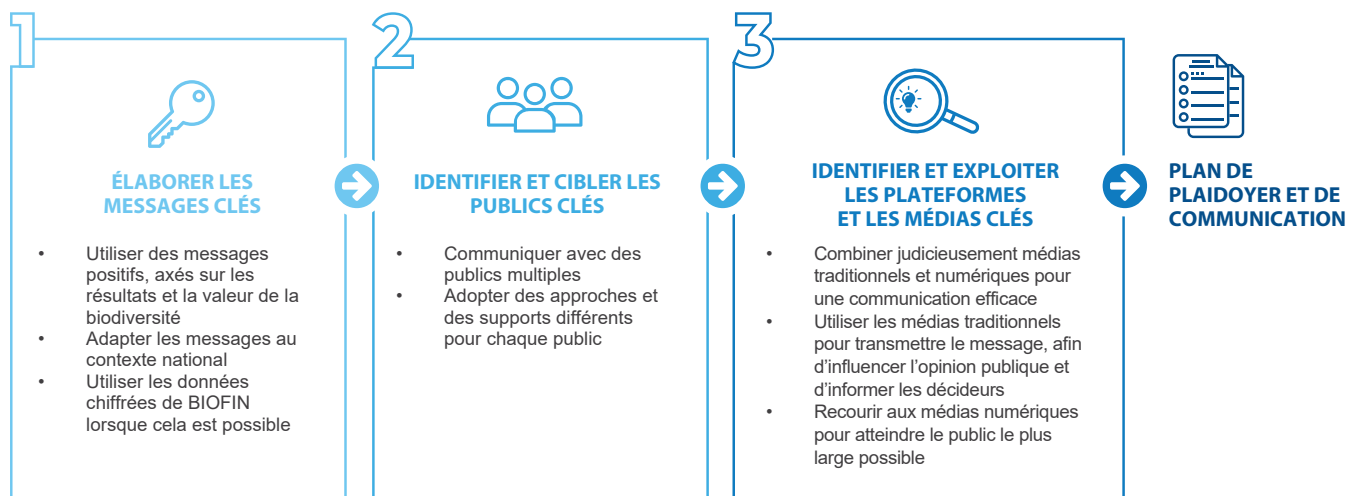 1
ÉLABORER LES
MESSAGES CLÉS
• Utiliser des messages
positifs, axés sur les
résultats et la valeur de la
biodiversité
• Adapter les messages au
contexte national
• Utiliser les données
chiffrées de BIOFIN
lorsque cela est possible
2
IDENTIFIER ET CIBLER LES
PUBLICS CLÉS
• Communiquer avec des
publics multiples
• Adopter des approches et
des supports différents
pour chaque public
3
IDENTIFIER ET EXPLOITER
LES PLATEFORMES
ET LES MÉDIAS CLÉS
• Combiner judicieusement médias
traditionnels et numériques pour
une communication efficace
• Utiliser les médias traditionnels
pour transmettre le message, afin
d’influencer l’opinion publique et
d’informer les décideurs
• Recourir aux médias numériques
pour atteindre le public le plus
large possible
PLAN DE
PLAIDOYER ET DE
COMMUNICATION